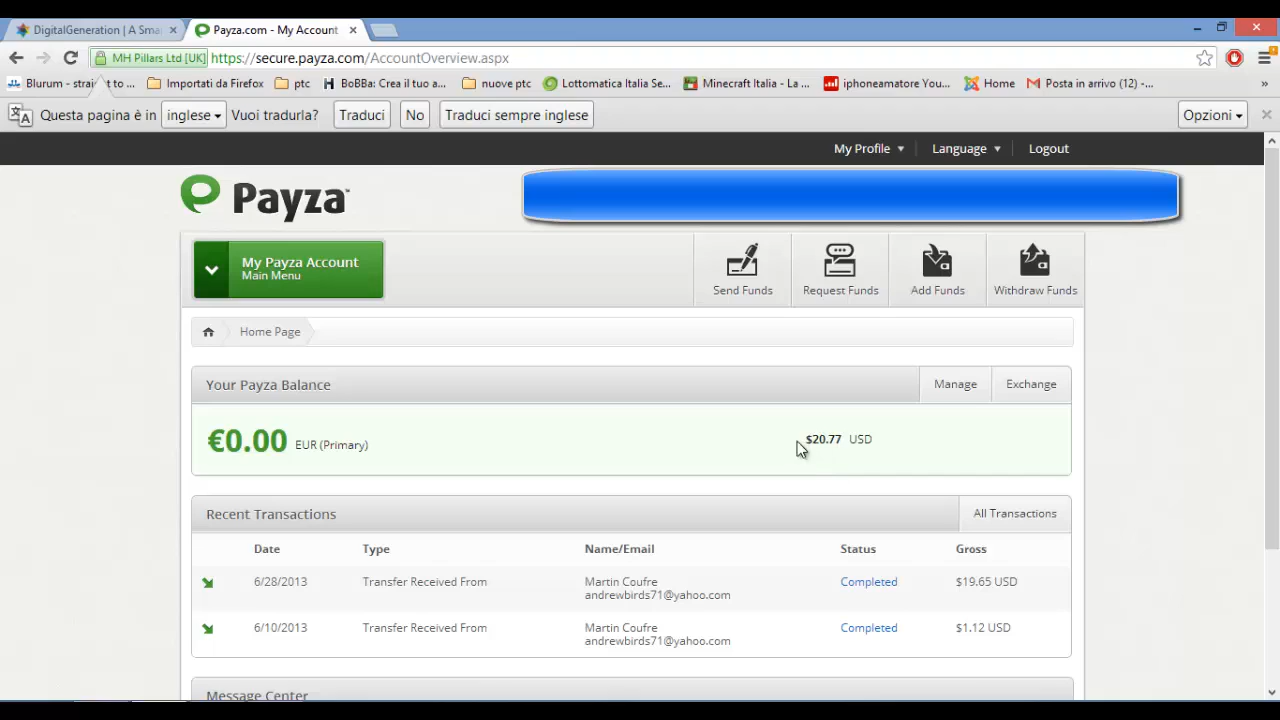 DigitalGeneration | A Sma
Payza.com - My Account
MH Pillars Ltd [UK] https://secure.payza.com/AccountOverview.aspx
Blurum - straight to ... Importati da Firefox ptc BoBBa: Crea il tuo a... nuove ptc Lottomatica Italia Se... Minecraft Italia - La ... iphoneamatore You... Home Posta in arrivo (12) -... »
Questa pagina è in inglese Vuoi tradurla? Traduci No Traduci sempre inglese Opzioni
My Profile Language Logout
Payza™
My Payza Account
Main Menu
Send Funds Request Funds Add Funds Withdraw Funds
Home Page
Your Payza Balance Manage Exchange
€0.00 EUR (Primary) $20.77 USD
Recent Transactions All Transactions
Date Type Name/Email Status Gross
6/28/2013 Transfer Received From Martin Coufre Completed $19.65 USD
andrewbirds71@yahoo.com
6/10/2013 Transfer Received From Martin Coufre Completed $1.12 USD
andrewbirds71@yahoo.com
Message Center